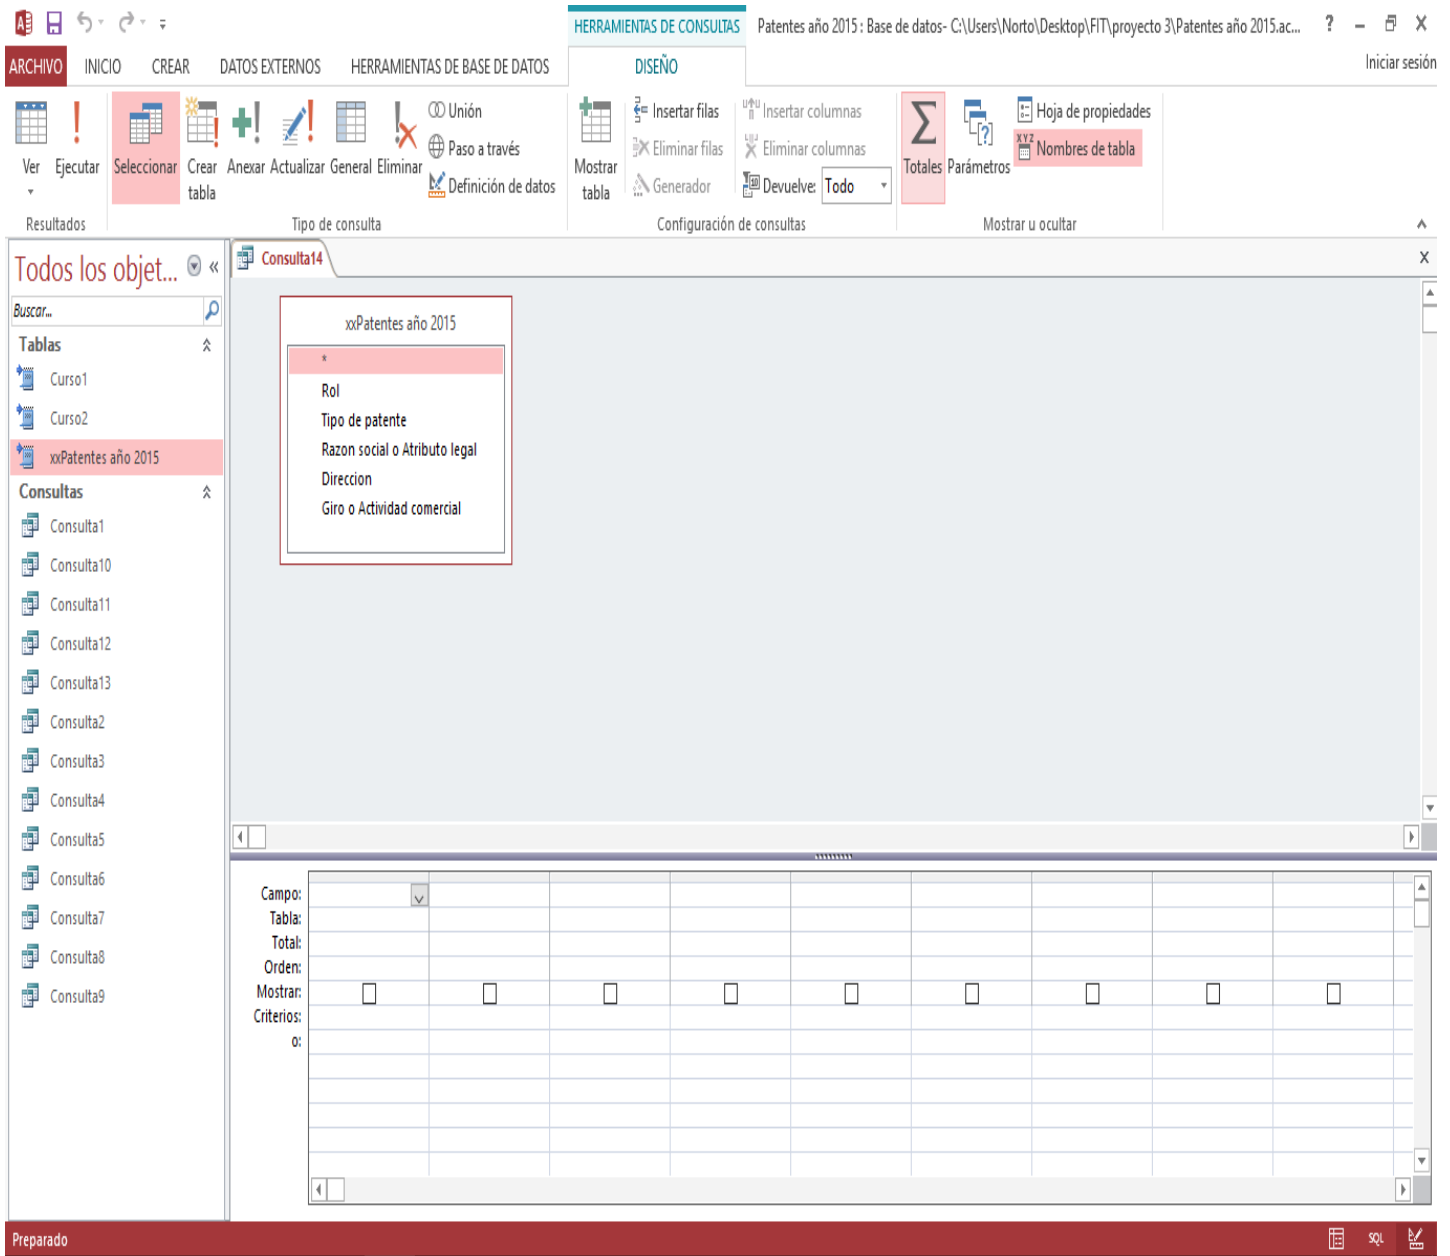 HERRAMIENTAS DE CONSULTAS
Patentes año 2015 : Base de datos- C:\Users\Norto\Desktop\FIT\proyecto 3\Patentes año 2015.ac...
?
ARCHIVO INICIO CREAR DATOS EXTERNOS HERRAMIENTAS DE BASE DE DATOS DISEÑO Iniciar sesión
Ver
Ejecutar
Resultados
Seleccionar
Crear tabla
Anexar
Actualizar
General
Eliminar
Unión
Paso a través
Definición de datos
Tipo de consulta
Mostrar tabla
Insertar filas
Eliminar filas
Generador
Insertar columnas
Eliminar columnas
Devuelve: Todo
Configuración de consultas
Totales
Parámetros
Hoja de propiedades
XYZ Nombres de tabla
Mostrar u ocultar
Todos los objet... «
Buscar...
Tablas
Curso1
Curso2
xxPatentes año 2015
Consultas
Consulta1
Consulta10
Consulta11
Consulta12
Consulta13
Consulta2
Consulta3
Consulta4
Consulta5
Consulta6
Consulta7
Consulta8
Consulta9
Consulta14
xxPatentes año 2015
*
Rol
Tipo de patente
Razon social o Atributo legal
Direccion
Giro o Actividad comercial
Campo:
Tabla:
Total:
Orden:
Mostrar:
Criterios:
o:
Preparado
SQL